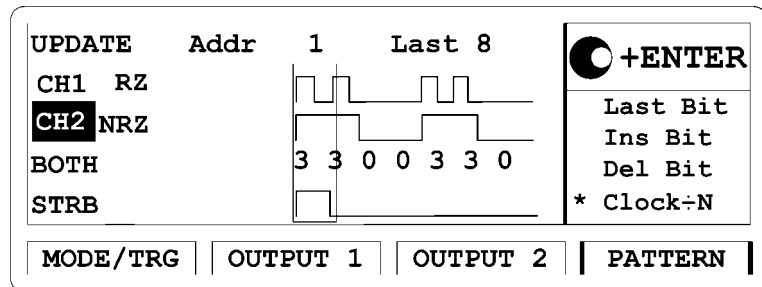 UPDATE Addr 1 Last 8
+ENTER
CH1 RZ
CH2 NRZ
BOTH 3 3 0 0 3 3 0
STRB
Last Bit
Ins Bit
Del Bit
* Clock÷N
MODE/TRG OUTPUT 1 OUTPUT 2 PATTERN